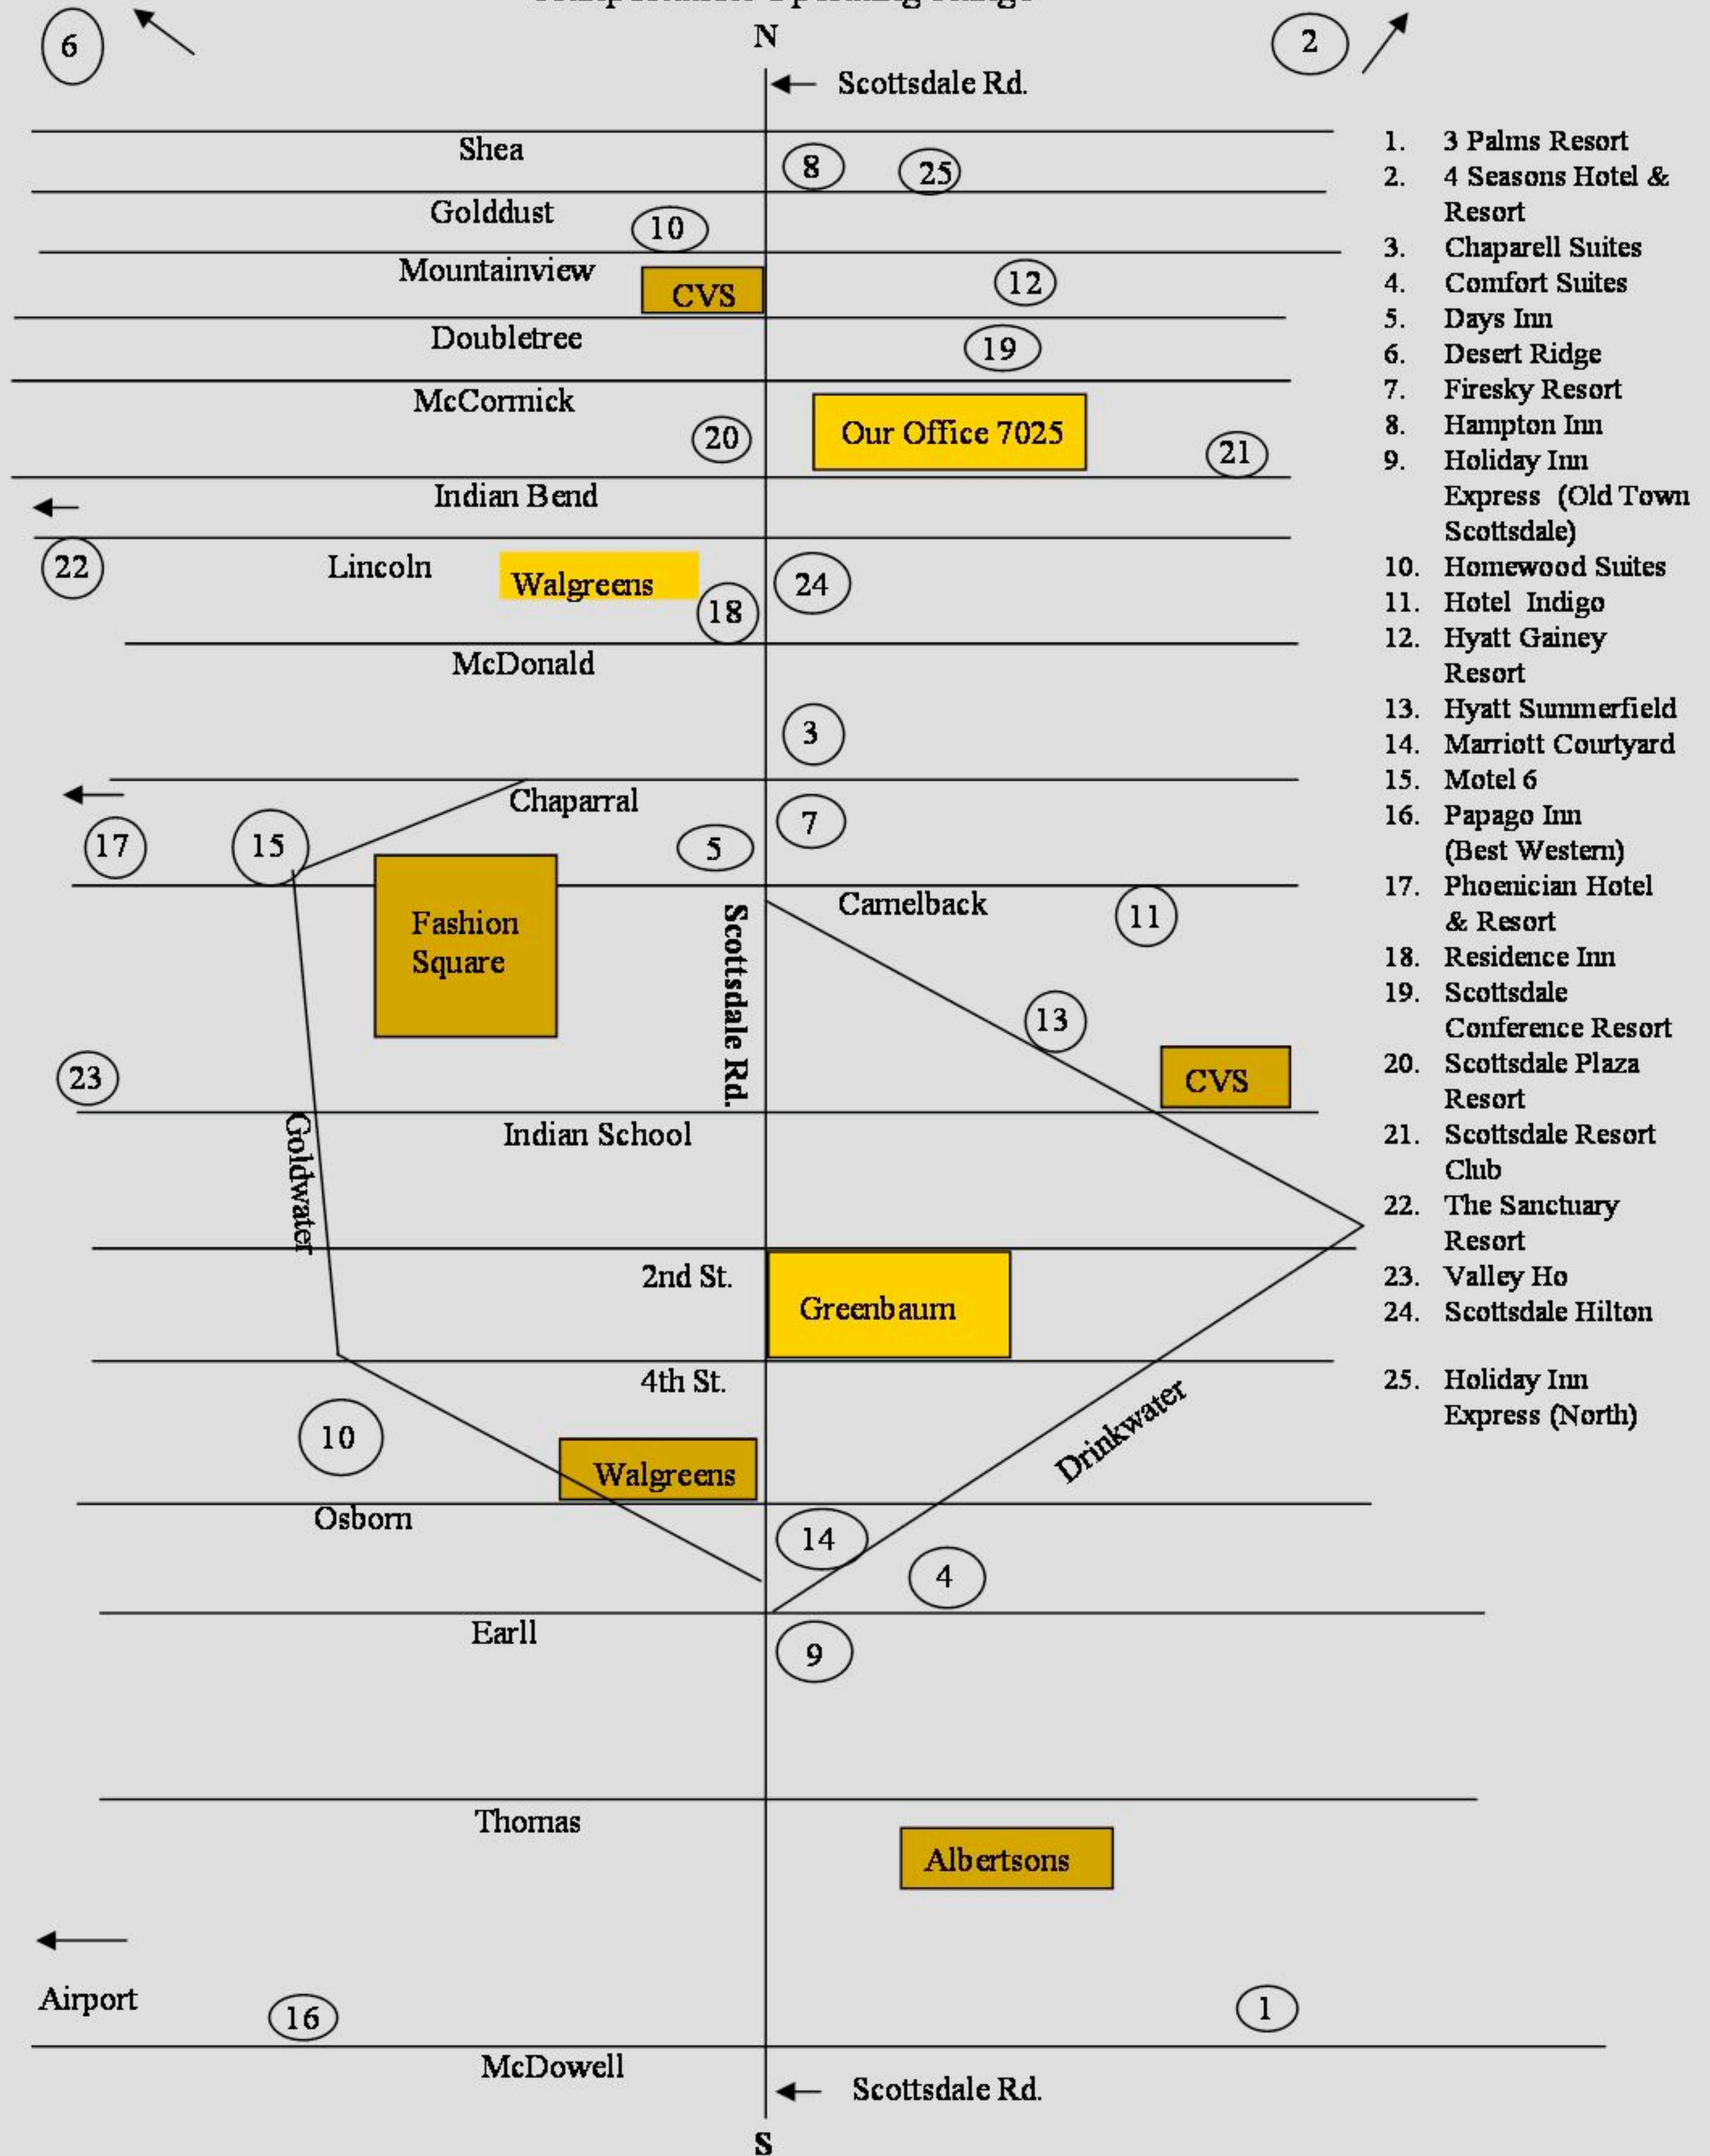 6
N
2
Scottsdale Rd.
Shea
8
25
Golddust
10
Mountainview
CVS
12
Doubletree
19
McCormick
20
Our Office 7025
21
Indian Bend
22
Lincoln
Walgreens
18
24
McDonald
3
Chaparral
17
15
5
7
Fashion
Square
Scottsdale Rd.
Camelback
11
13
CVS
23
Goldwater
Indian School
2nd St.
Greenbaum
4th St.
10
Walgreens
Drinkwater
Osborn
14
4
Earll
9
Thomas
Albertsons
Airport
16
1
McDowell
Scottsdale Rd.
S
1. 3 Palms Resort
2. 4 Seasons Hotel &
Resort
3. Chaparell Suites
4. Comfort Suites
5. Days Inn
6. Desert Ridge
7. Firesky Resort
8. Hampton Inn
9. Holiday Inn
Express (Old Town
Scottsdale)
10. Homewood Suites
11. Hotel Indigo
12. Hyatt Gainey
Resort
13. Hyatt Summerfield
14. Marriott Courtyard
15. Motel 6
16. Papago Inn
(Best Western)
17. Phoenician Hotel
& Resort
18. Residence Inn
19. Scottsdale
Conference Resort
20. Scottsdale Plaza
Resort
21. Scottsdale Resort
Club
22. The Sanctuary
Resort
23. Valley Ho
24. Scottsdale Hilton
25. Holiday Inn
Express (North)